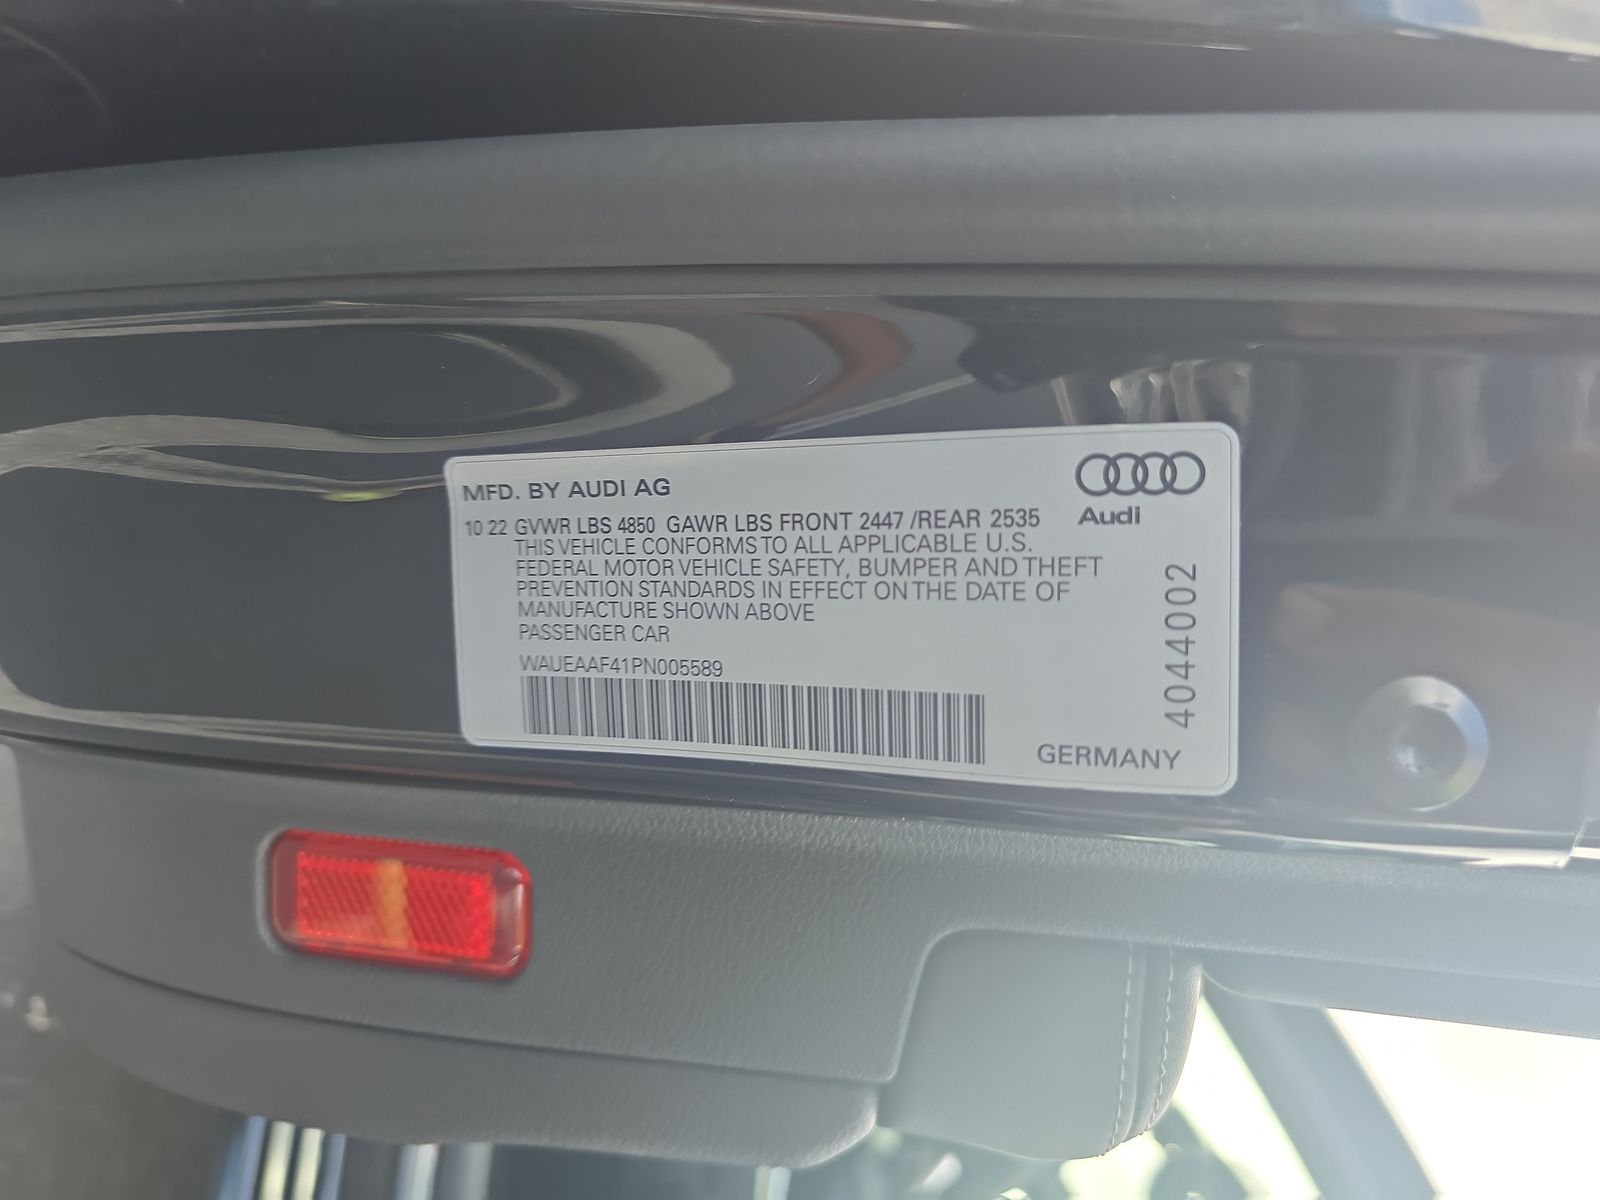 MFD. BY AUDI AG
Audi
10 22 GVWR LBS 4850 GAWR LBS FRONT 2447 /REAR 2535
THIS VEHICLE CONFORMS TO ALL APPLICABLE U.S.
FEDERAL MOTOR VEHICLE SAFETY, BUMPER AND THEFT
PREVENTION STANDARDS IN EFFECT ON THE DATE OF
MANUFACTURE SHOWN ABOVE
PASSENGER CAR
WAUEAAF41PN005589
GERMANY
4044002